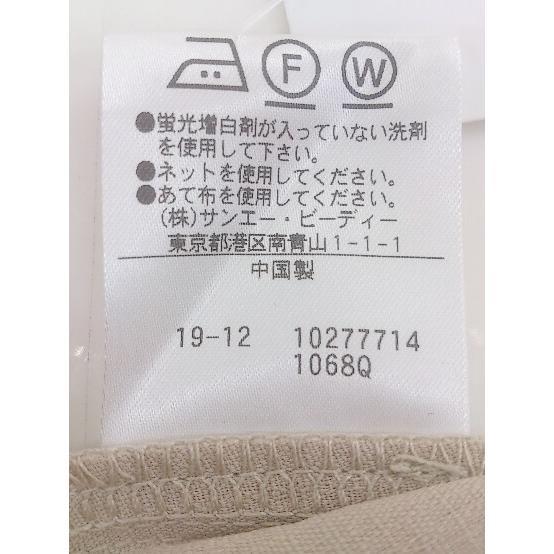 F W
●蛍光増白剤が入っていない洗剤
を使用して下さい。
●ネットを使用してください。
●あて布を使用してください。
(株)サンエー・ビーディー
東京都港区南青山1-1-1
中国製
19-12 10277714
1068Q